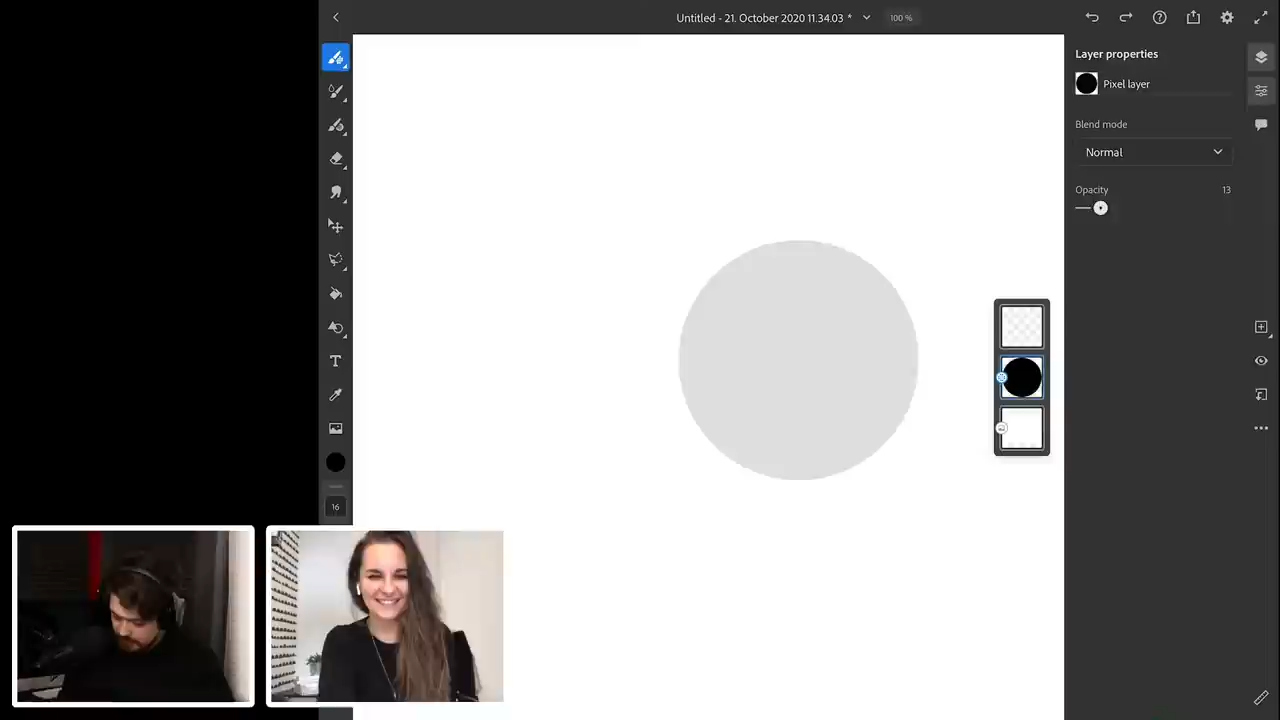 Untitled - 21. October 2020 11.34.03 *
100 %
Layer properties
Pixel layer
Blend mode
Normal
Opacity
13
T
16